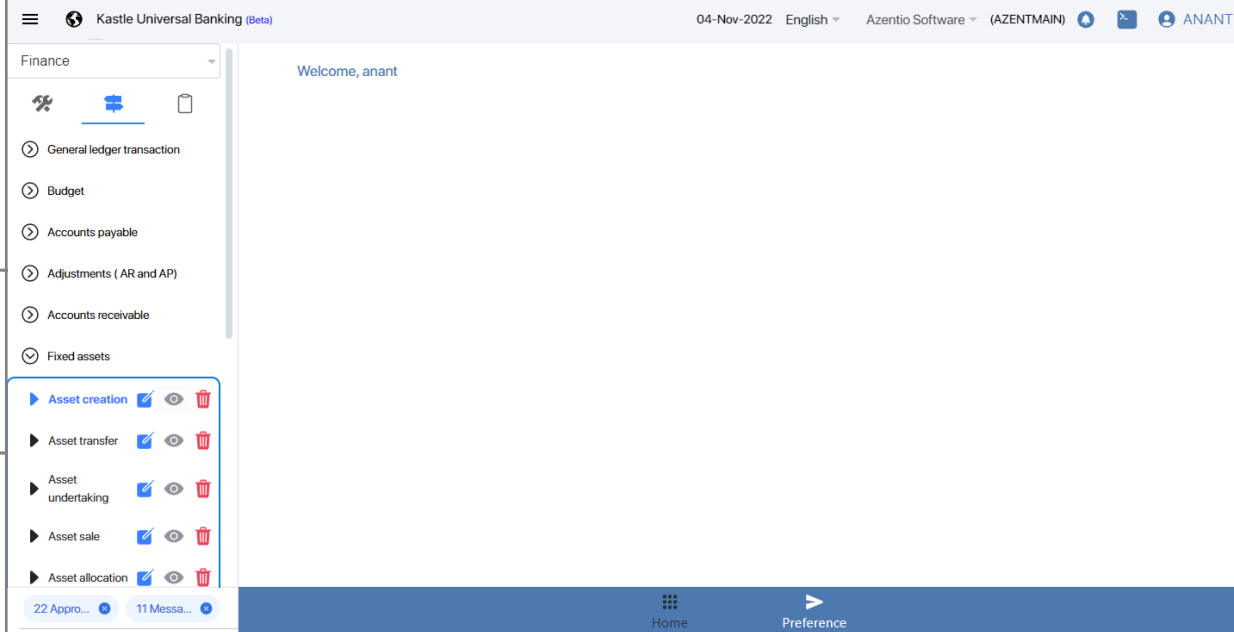 Kastle Universal Banking (Beta)
04-Nov-2022 English Azentio Software (AZENTMAIN) ANANT
Finance
Welcome, anant
General ledger transaction
Budget
Accounts payable
Adjustments ( AR and AP)
Accounts receivable
Fixed assets
Asset creation
Asset transfer
Asset
undertaking
Asset sale
Asset allocation
22 Appro... 11 Messa...
Home Preference